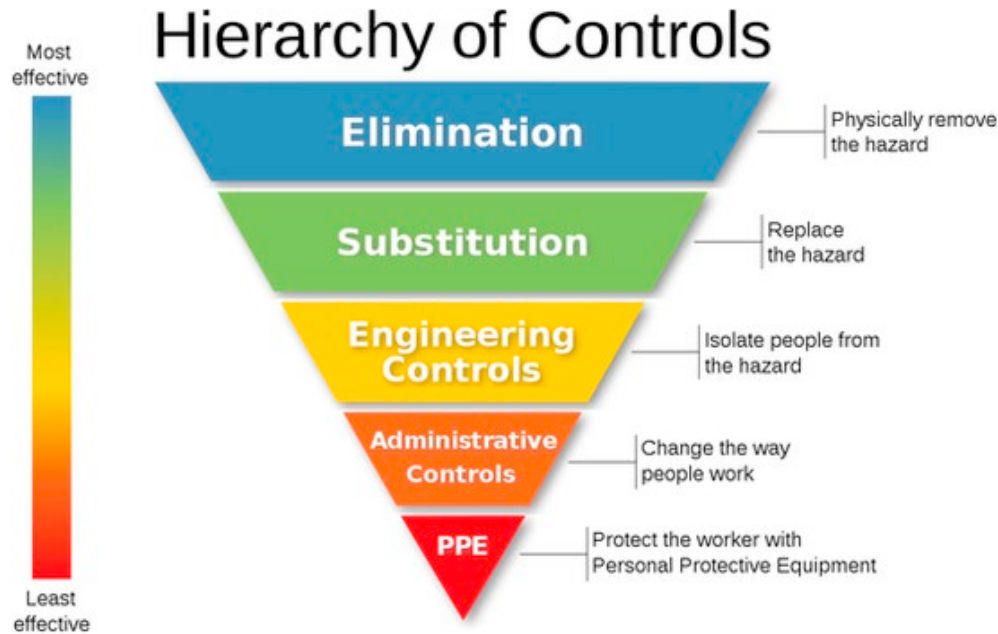 Hierarchy of Controls
Most
effective
Elimination
Physically remove
the hazard
Substitution
Replace
the hazard
Engineering
Controls
Isolate people from
the hazard
Administrative
Controls
Change the way
people work
PPE
Protect the worker with
Personal Protective Equipment
Least
effective